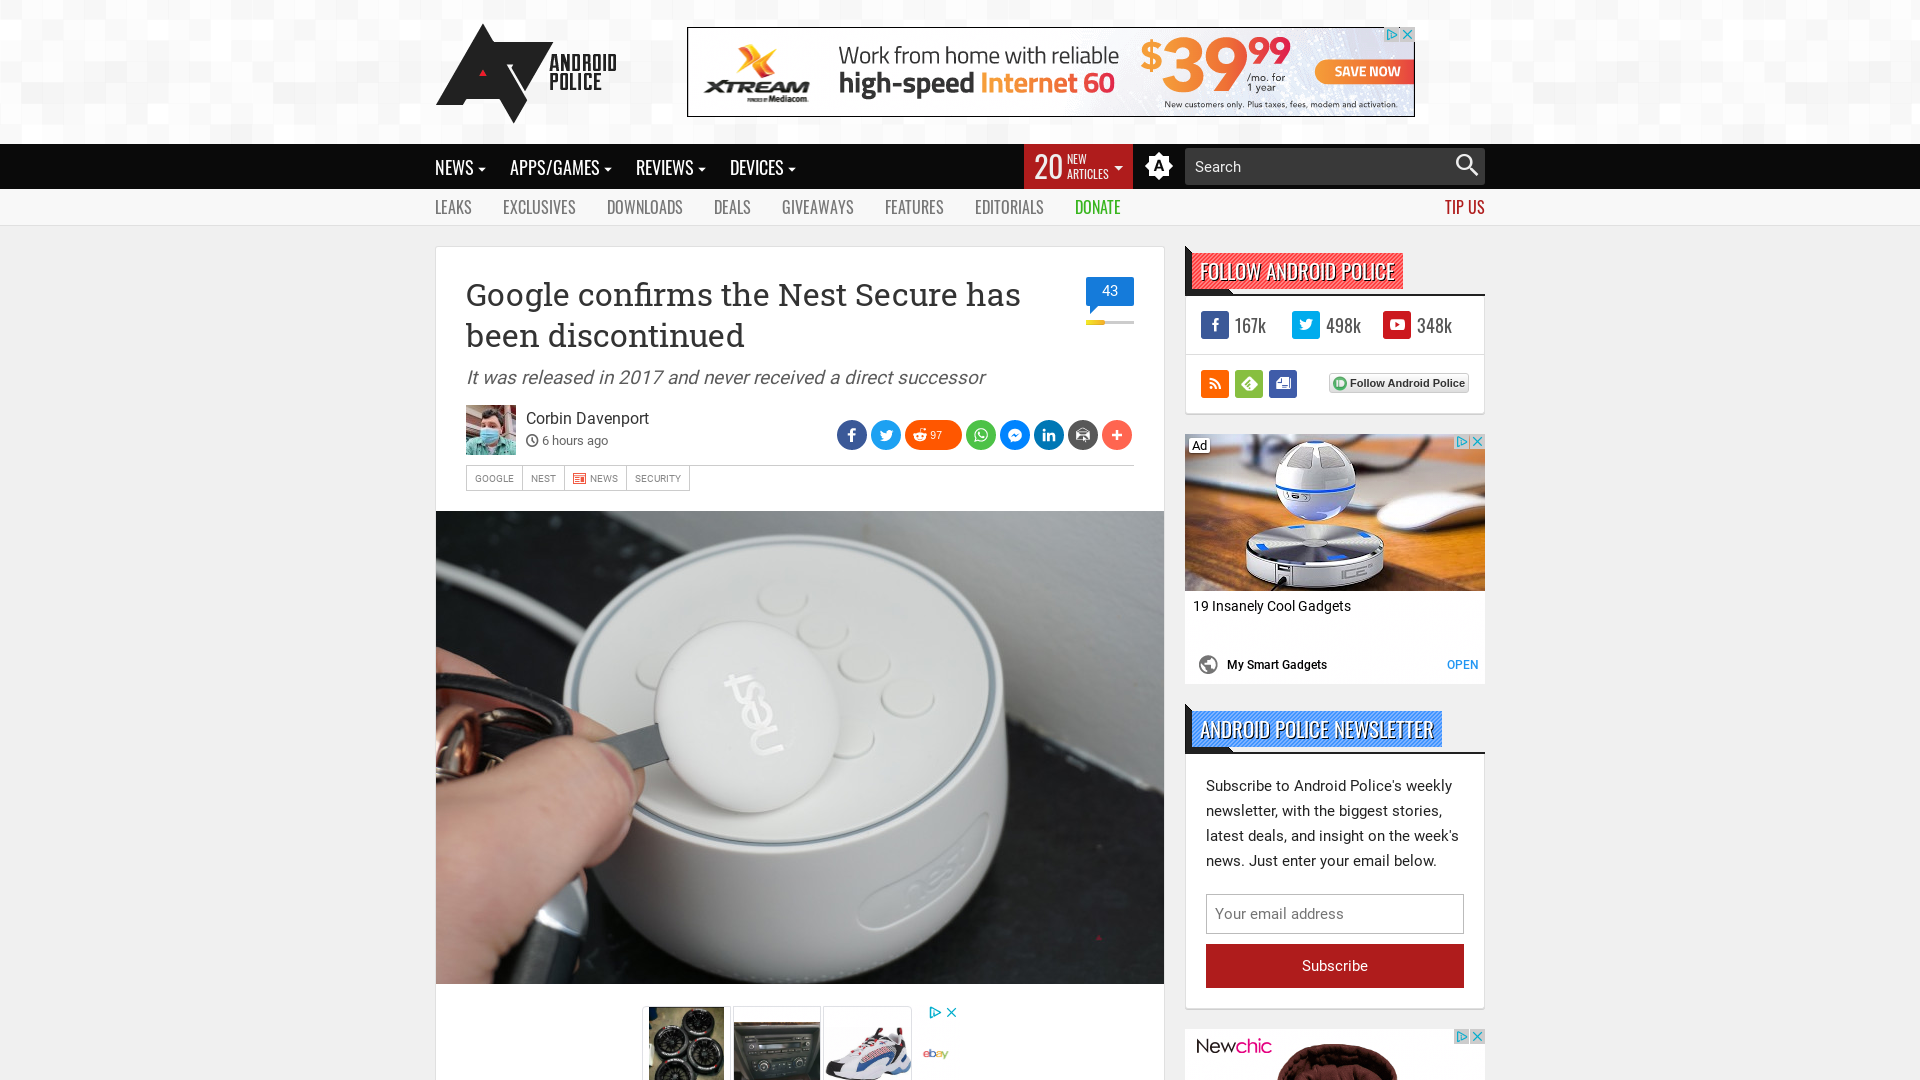 ANDROID
POLICE
XTREAM
POWERED BY Mediacom
Work from home with reliable
high-speed Internet 60
$3999
/mo. for
1 year
SAVE NOW
New customers only. Plus taxes, fees, modem and activation.
NEWS
APPS/GAMES
REVIEWS
DEVICES
20 NEW
ARTICLES
A
Search
LEAKS
EXCLUSIVES
DOWNLOADS
DEALS
GIVEAWAYS
FEATURES
EDITORIALS
DONATE
TIP US
Google confirms the Nest Secure has
been discontinued
43
It was released in 2017 and never received a direct successor
Corbin Davenport
6 hours ago
97
GOOGLE
NEST
NEWS
SECURITY
nest
nest
ebay
FOLLOW ANDROID POLICE
167k
498k
348k
Follow Android Police
Ad
ICE
19 Insanely Cool Gadgets
My Smart Gadgets
OPEN
ANDROID POLICE NEWSLETTER
Subscribe to Android Police's weekly
newsletter, with the biggest stories,
latest deals, and insight on the week's
news. Just enter your email below.
Your email address
Subscribe
Newchic